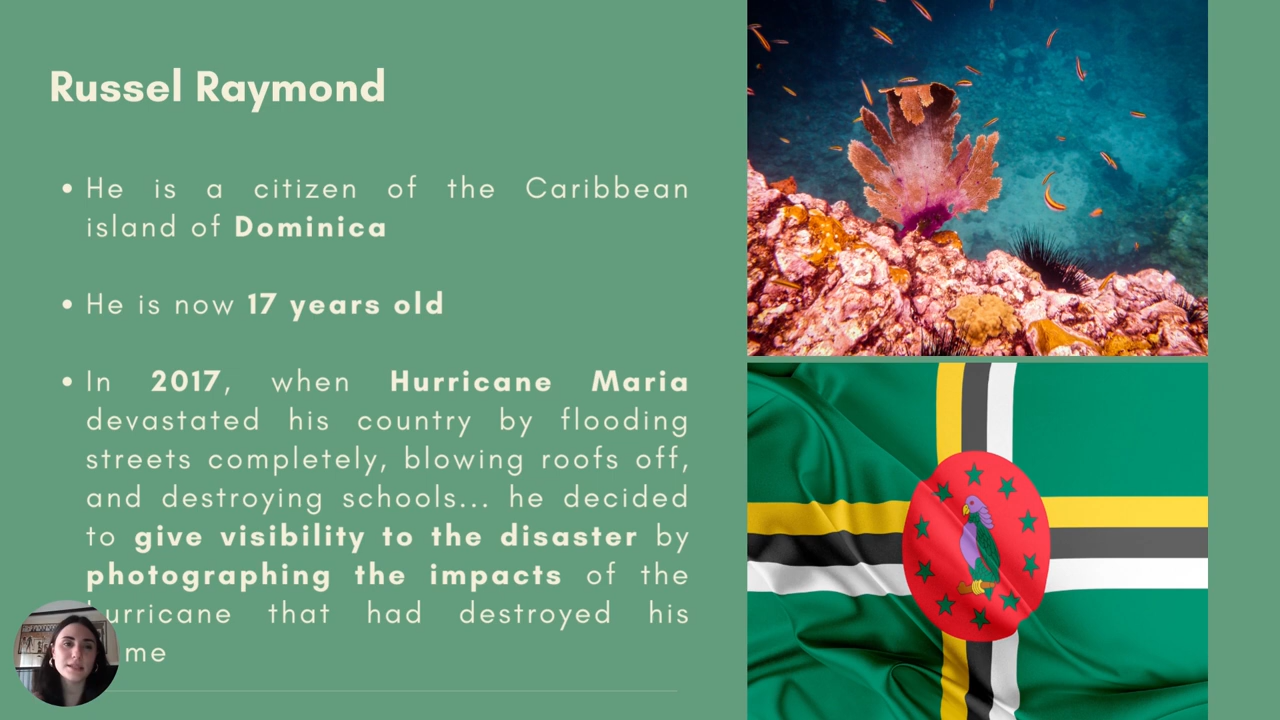 Russel Raymond
He is a citizen of the Caribbean
island of Dominica
He is now 17 years old
In 2017, when Hurricane Maria
devastated his country by flooding
streets completely, blowing roofs off,
and destroying schools... he decided
to give visibility to the disaster by
photographing the impacts of the
hurricane that had destroyed his
me